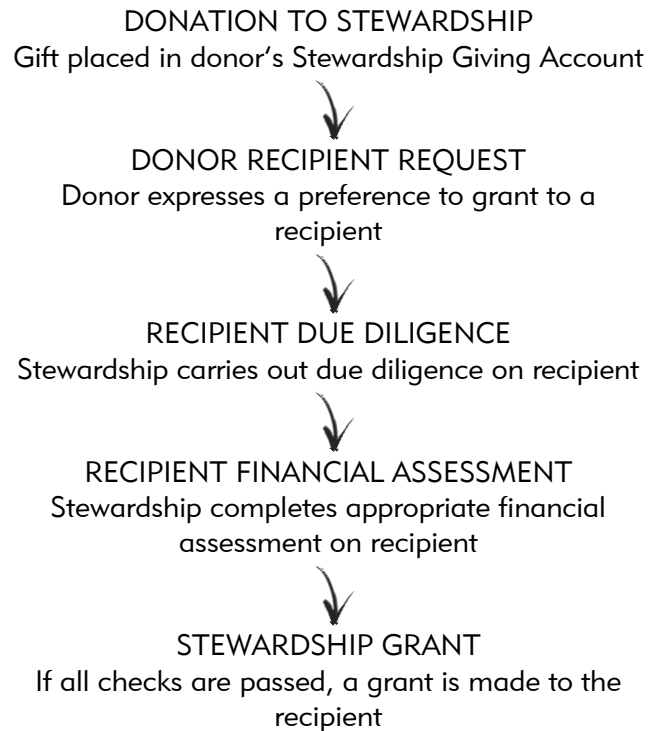 DONATION TO STEWARDSHIP
Gift placed in donor‘s Stewardship Giving Account
DONOR RECIPIENT REQUEST
Donor expresses a preference to grant to a
recipient
RECIPIENT DUE DILIGENCE
Stewardship carries out due diligence on recipient
RECIPIENT FINANCIAL ASSESSMENT
Stewardship completes appropriate financial
assessment on recipient
STEWARDSHIP GRANT
If all checks are passed, a grant is made to the
recipient